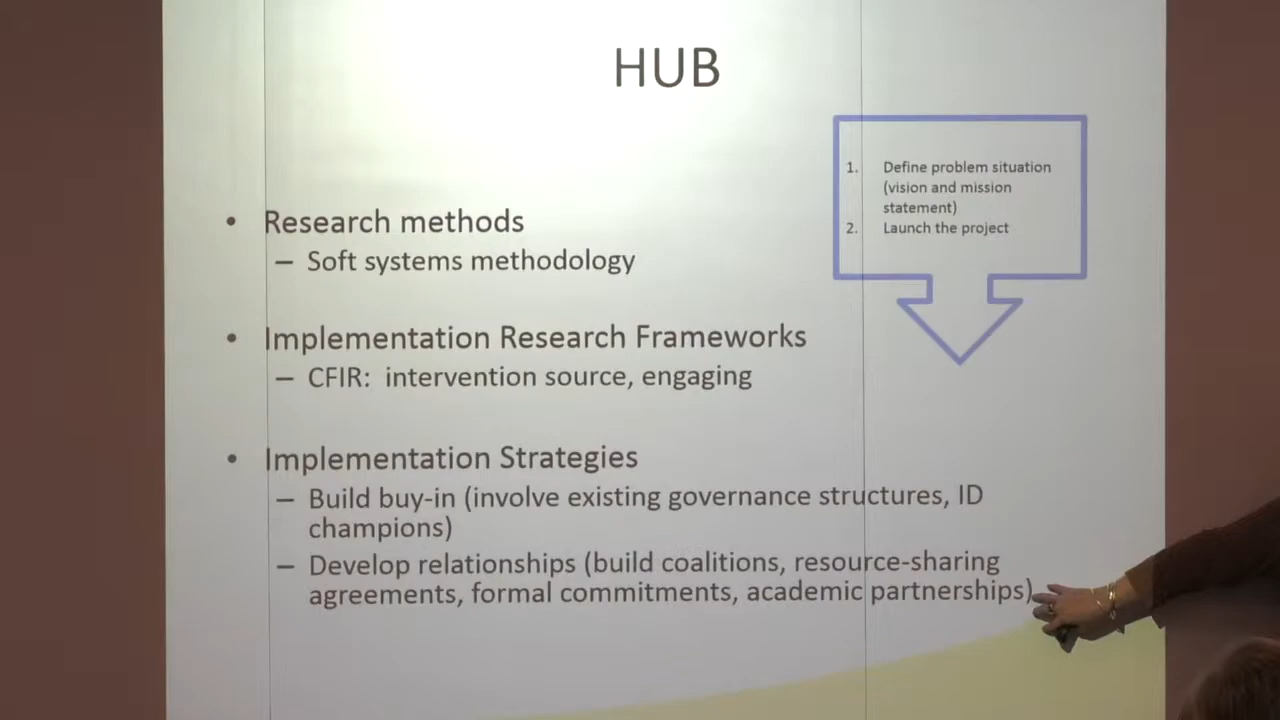 HUB
1. Define problem situation
(vision and mission
statement)
2. Launch the project
• Research methods
– Soft systems methodology
• Implementation Research Frameworks
– CFIR: intervention source, engaging
• Implementation Strategies
– Build buy-in (involve existing governance structures, ID
champions)
– Develop relationships (build coalitions, resource-sharing
agreements, formal commitments, academic partnerships)